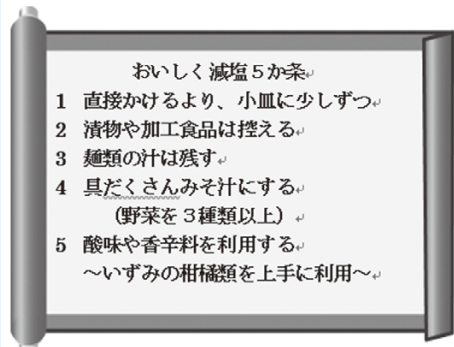 おいしく減塩５か条
1 直接かけるより、小皿に少しずつ
2 漬物や加工食品は控える
3 麺類の汁は残す
4 具だくさんみそ汁にする
（野菜を３種類以上）
5 酸味や香辛料を利用する
～いずみの柑橘類を上手に利用～